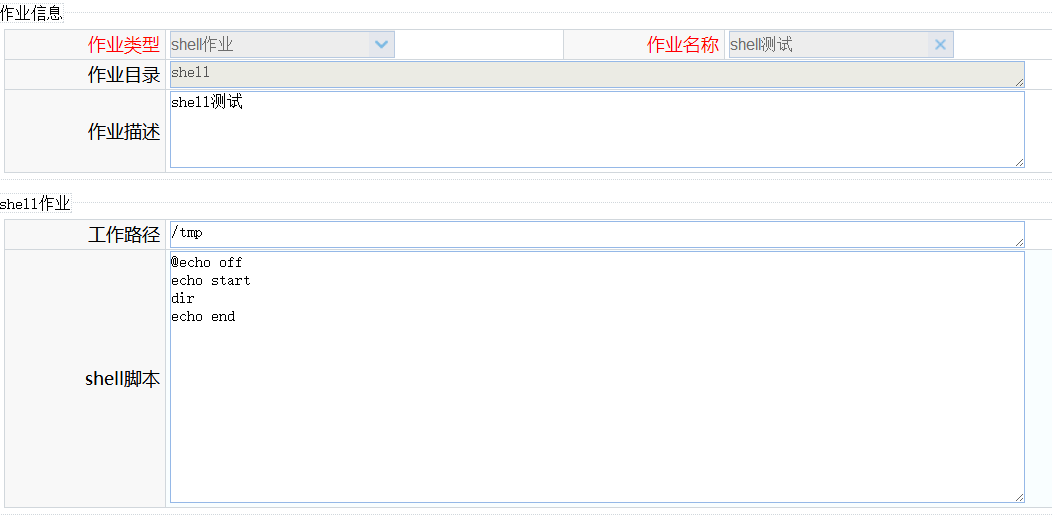 作业信息
作业类型 shell作业 作业名称 shell测试
作业目录 shell
作业描述 shell测试
shell作业
工作路径 /tmp
shell脚本
@echo off
echo start
dir
echo end